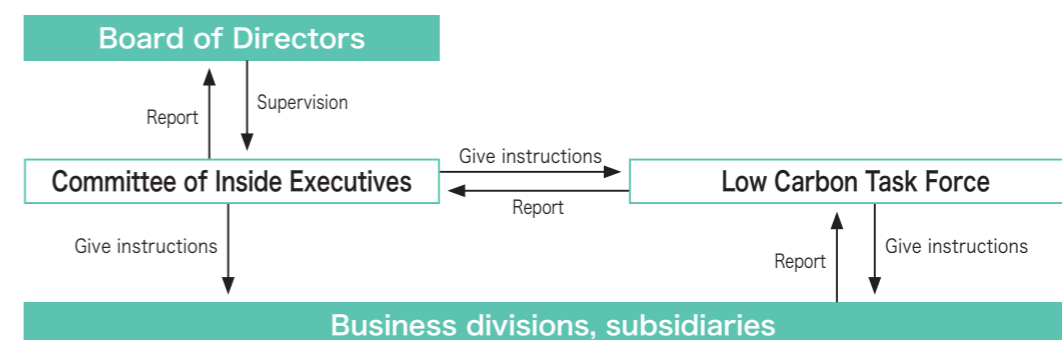 Board of Directors
Report
Supervision
Give instructions
Committee of Inside Executives
Low Carbon Task Force
Report
Give instructions
Report
Give instructions
Business divisions, subsidiaries